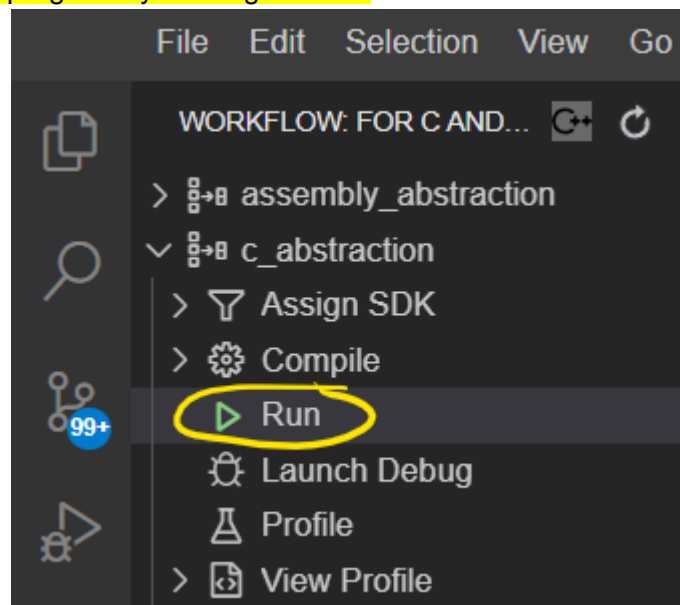 File Edit Selection View Go
WORKFLOW: FOR C AND... C++
assembly_abstraction
c_abstraction
Assign SDK
Compile
Run
99+
Launch Debug
Profile
View Profile